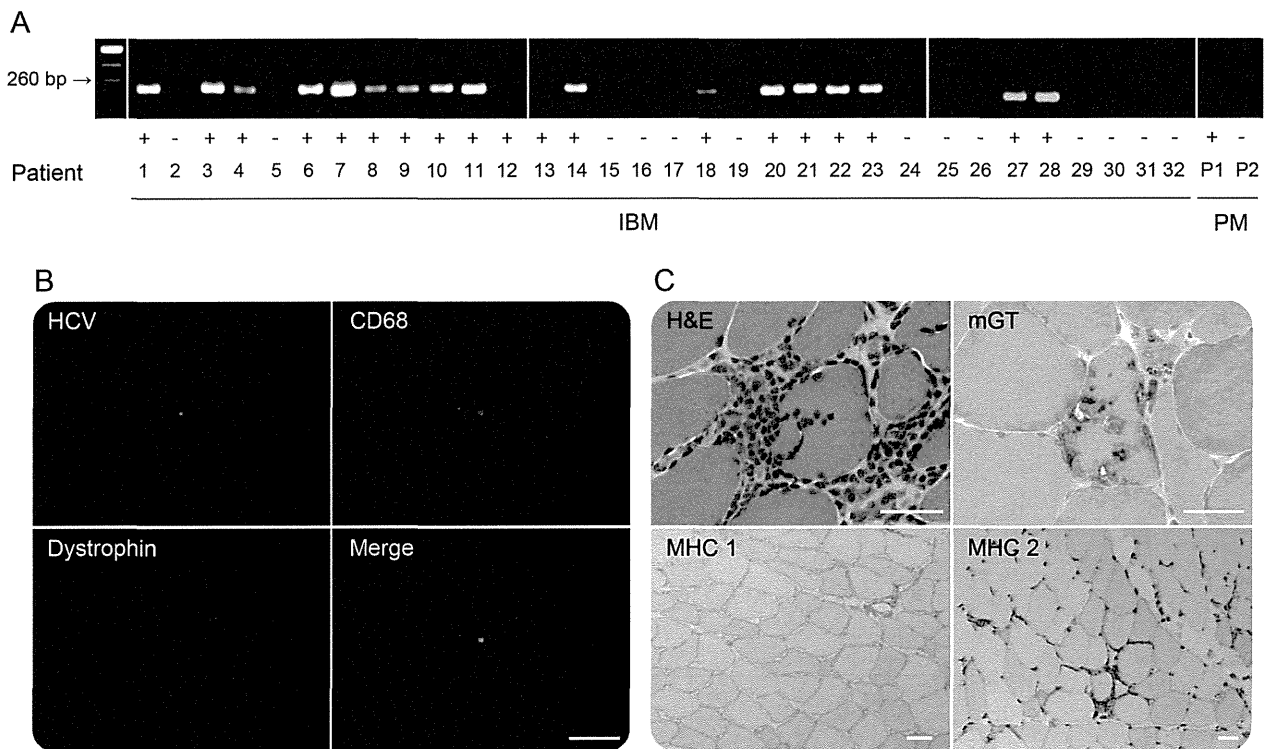 A
260 bp →
+ - + + - + + + + + + + + + - - - + - + + + + - - - + + - - - - + -
Patient 1 2 3 4 5 6 7 8 9 10 11 12 13 14 15 16 17 18 19 20 21 22 23 24 25 26 27 28 29 30 31 32 P1 P2
IBM PM
B
HCV CD68
Dystrophin Merge
C
H&E mGT
MHC 1 MHC 2